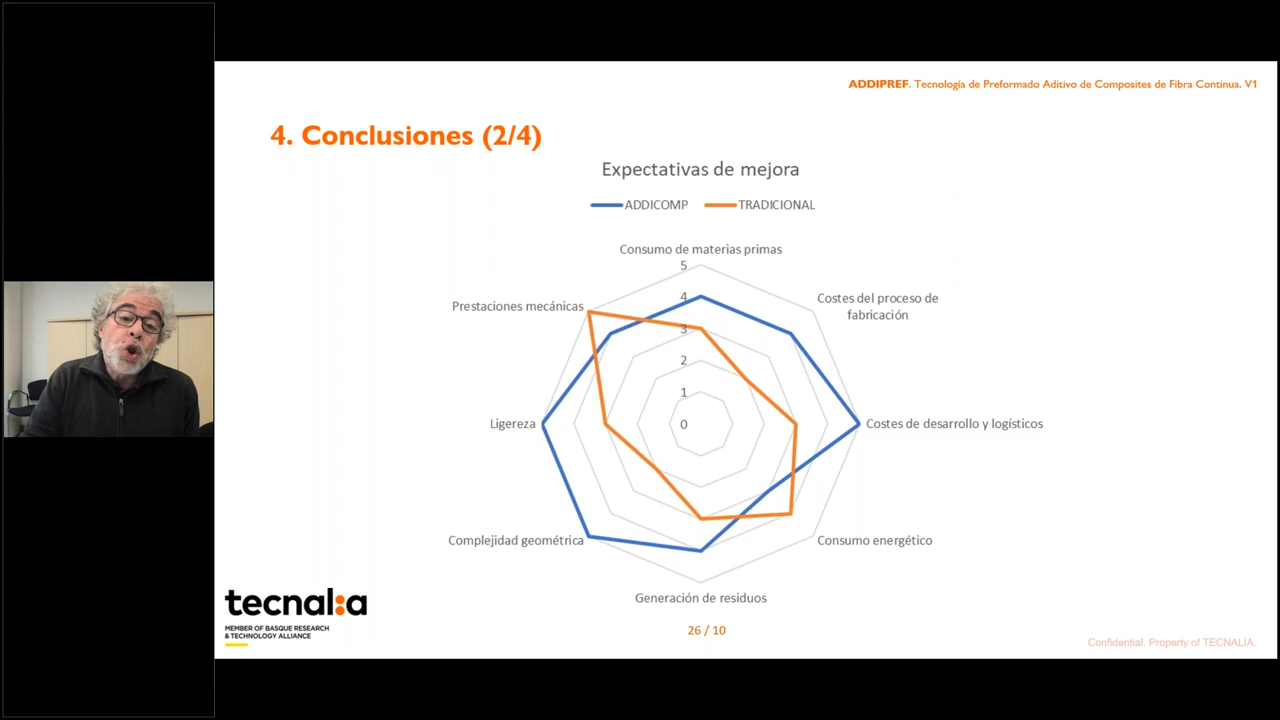 ADDIPREF. Tecnología de Preformado Aditivo de Composites de Fibra Continua. V1
4. Conclusiones (2/4)
Expectativas de mejora
ADDICOMP
TRADICIONAL
Consumo de materias primas
5
4
3
2
1
0
Costes del proceso de
fabricación
Costes de desarrollo y logísticos
Consumo energético
Generación de residuos
Complejidad geométrica
Ligereza
Prestaciones mecánicas
tecnal:a
MEMBER OF BASQUE RESEARCH
& TECHNOLOGY ALLIANCE
26 / 10
Confidential. Property of TECNALIA.